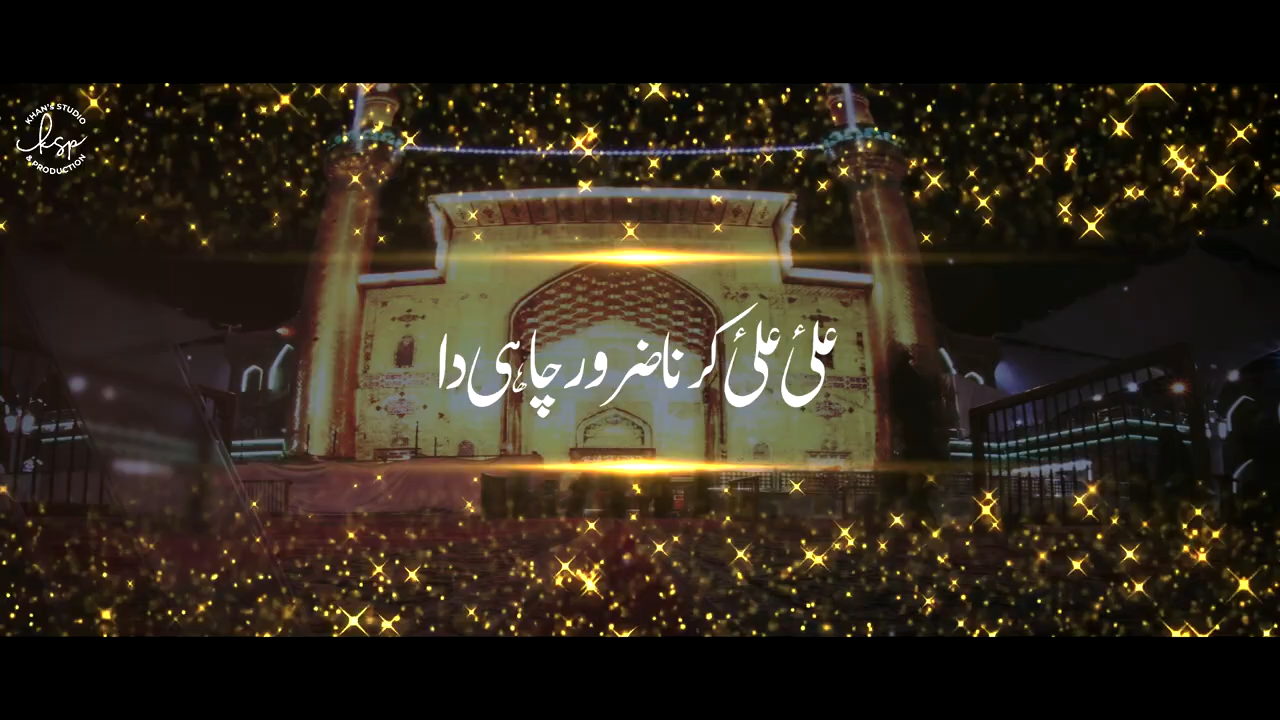 KHAN's STUDIO
ksp
& PRODUCTION
علیؑ علیؑ کرنا ضرور چاہی دا